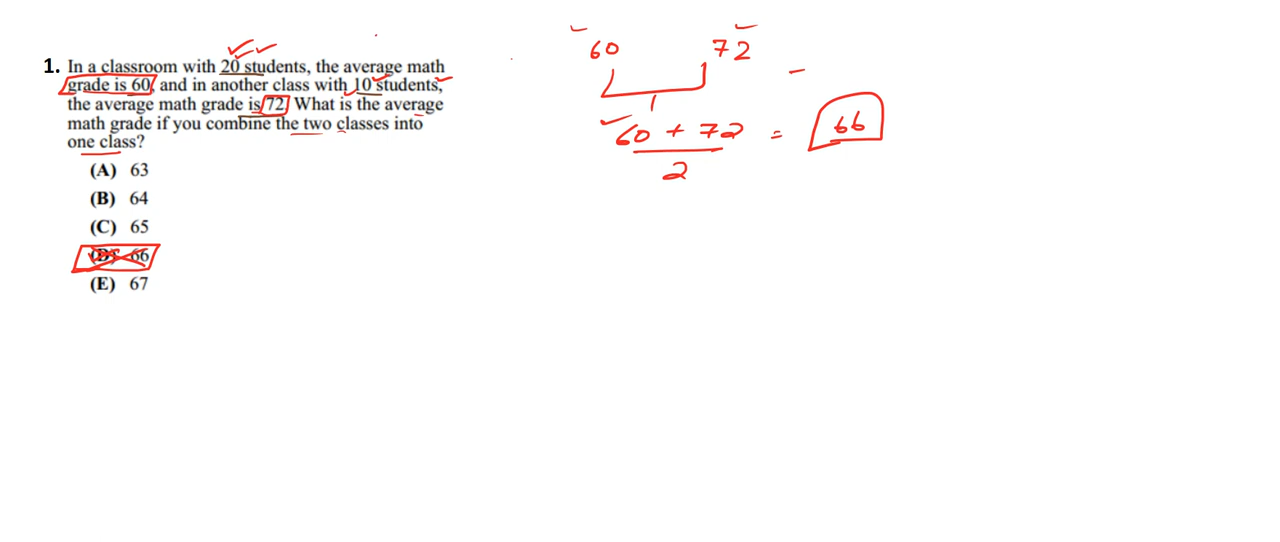 1. In a classroom with 20 students, the average math
grade is 60, and in another class with 10 students,
the average math grade is 72. What is the average
math grade if you combine the two classes into
one class?
(A) 63
(B) 64
(C) 65
(D) 66
(E) 67
60 72
60 + 72 = 66
2